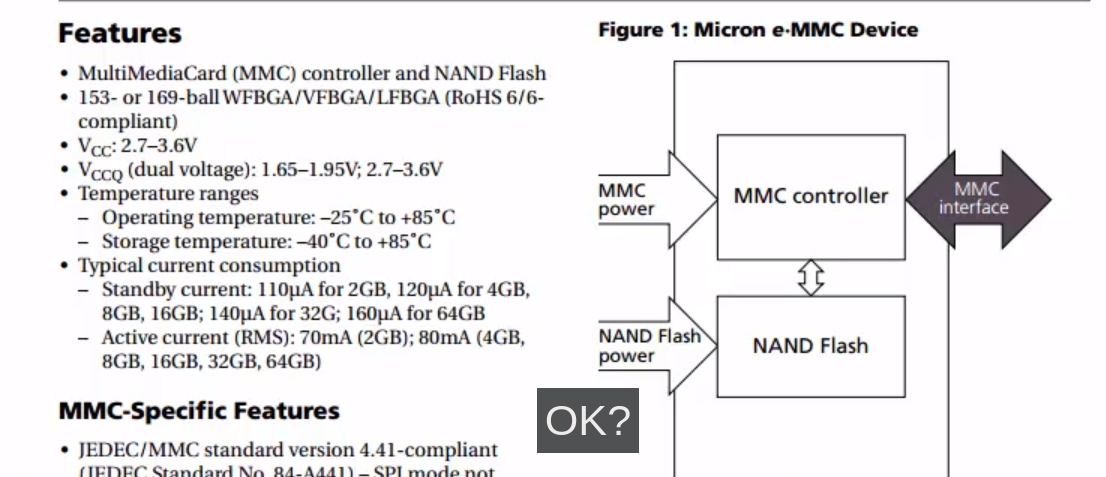 Features
• MultiMediaCard (MMC) controller and NAND Flash
• 153- or 169-ball WFBGA/VFBGA/LFBGA (RoHS 6/6-
compliant)
• VCC: 2.7–3.6V
• VCCQ (dual voltage): 1.65–1.95V; 2.7–3.6V
• Temperature ranges
– Operating temperature: –25˚C to +85˚C
– Storage temperature: –40˚C to +85˚C
• Typical current consumption
– Standby current: 110µA for 2GB, 120µA for 4GB,
8GB, 16GB; 140µA for 32G; 160µA for 64GB
– Active current (RMS): 70mA (2GB); 80mA (4GB,
8GB, 16GB, 32GB, 64GB)
MMC-Specific Features
• JEDEC/MMC standard version 4.41-compliant
(JEDEC Standard No. 84-A441) – SPI mode not
Figure 1: Micron e·MMC Device
MMC
power
MMC controller
MMC
interface
NAND Flash
power
NAND Flash
OK?